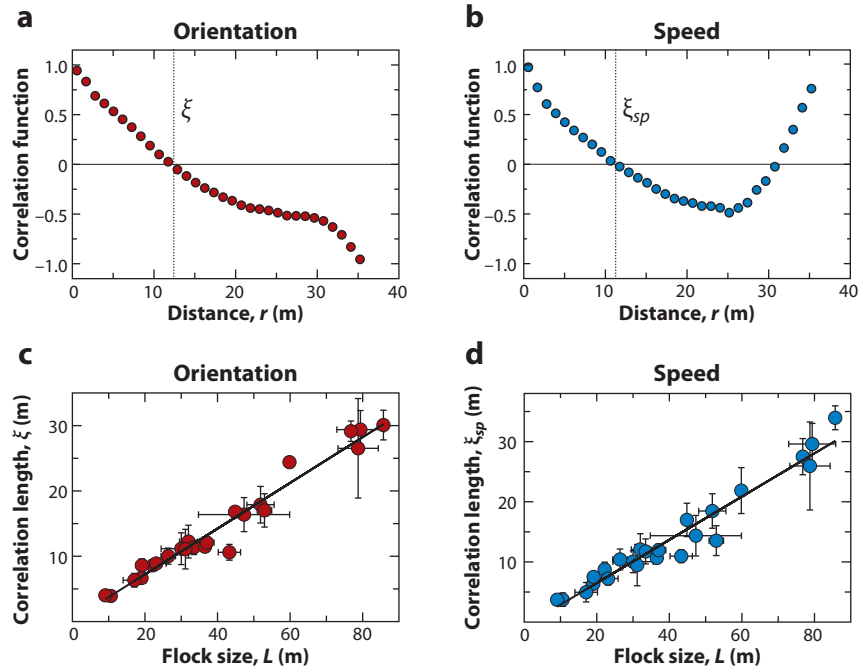 a
Orientation
Correlation function
1.0
0.5
0
−0.5
−1.0
ξ
0
10
20
30
40
Distance, r (m)
b
Speed
Correlation function
1.0
0.5
0
−0.5
−1.0
ξsp
0
10
20
30
40
Distance, r (m)
c
Orientation
Correlation length, ξ (m)
30
20
10
0
20
40
60
80
Flock size, L (m)
d
Speed
Correlation length, ξsp (m)
30
20
10
0
20
40
60
80
Flock size, L (m)